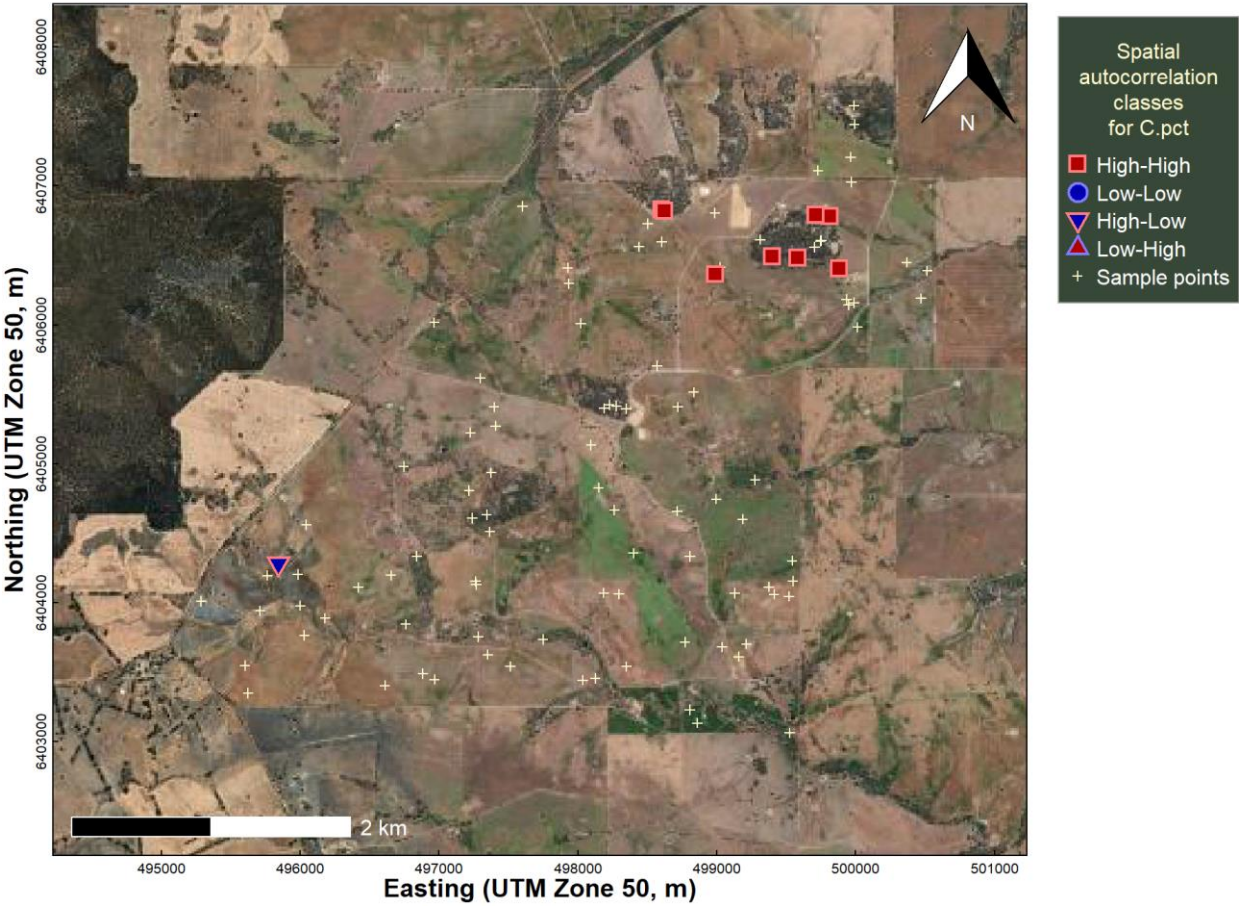 Spatial
autocorrelation
classes
for C.pct
High-High
Low-Low
High-Low
Low-High
Sample points
N
6408000
6407000
6406000
6405000
6404000
6403000
Northing (UTM Zone 50, m)
2 km
495000 496000 497000 498000 499000 500000 501000
Easting (UTM Zone 50, m)